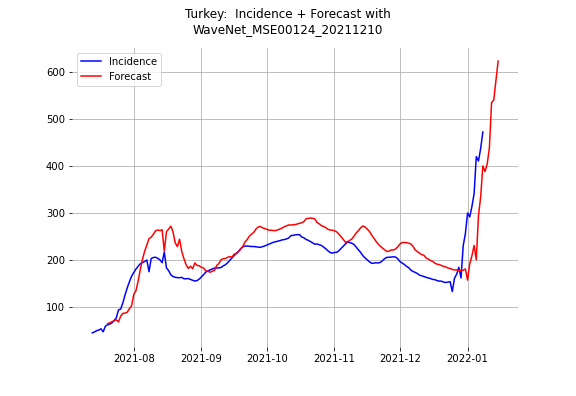 Turkey: Incidence + Forecast with
WaveNet_MSE00124_20211210
Incidence
Forecast
600
500
400
300
200
100
2021-08 2021-09 2021-10 2021-11 2021-12 2022-01